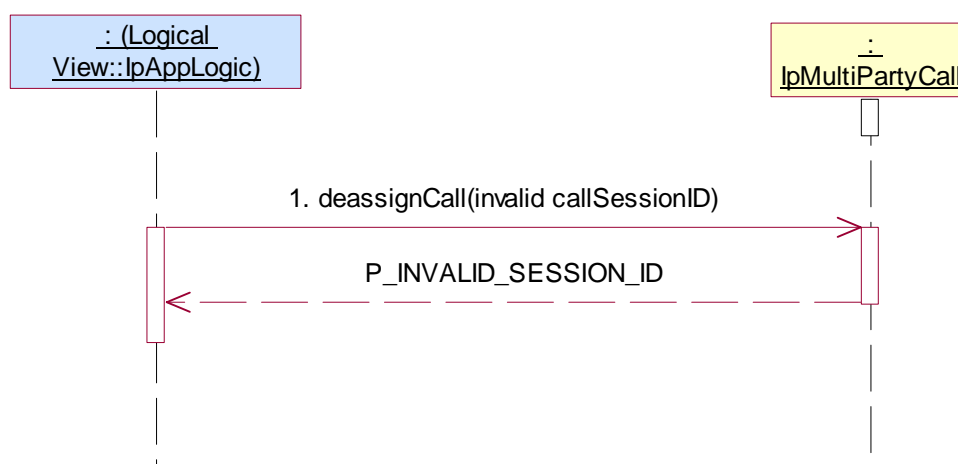 : (Logical
View::IpAppLogic)
:
IpMultiPartyCall
1. deassignCall(invalid callSessionID)
P_INVALID_SESSION_ID